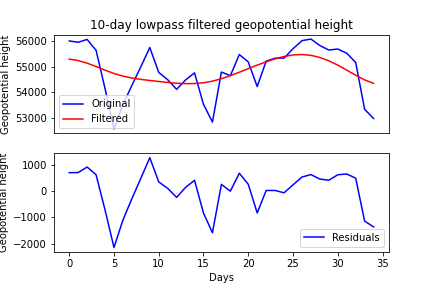 10-day lowpass filtered geopotential height
Geopotential height
56000
55000
54000
53000
Original
Filtered
Geopotential height
1000
0
−1000
−2000
Residuals
0 5 10 15 20 25 30 35
Days